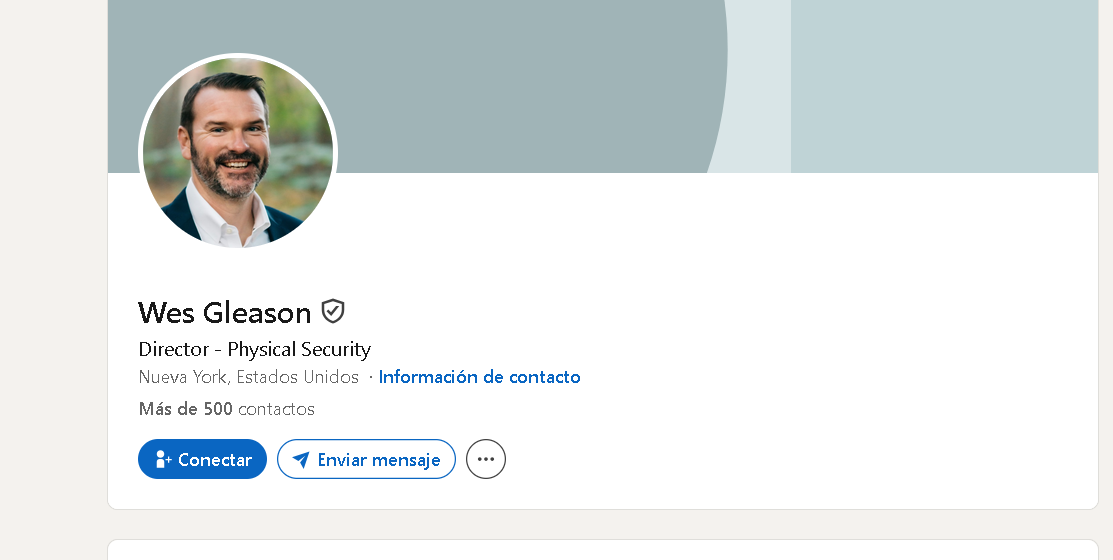 Wes Gleason
Director - Physical Security
Nueva York, Estados Unidos · Información de contacto
Más de 500 contactos
Conectar Enviar mensaje